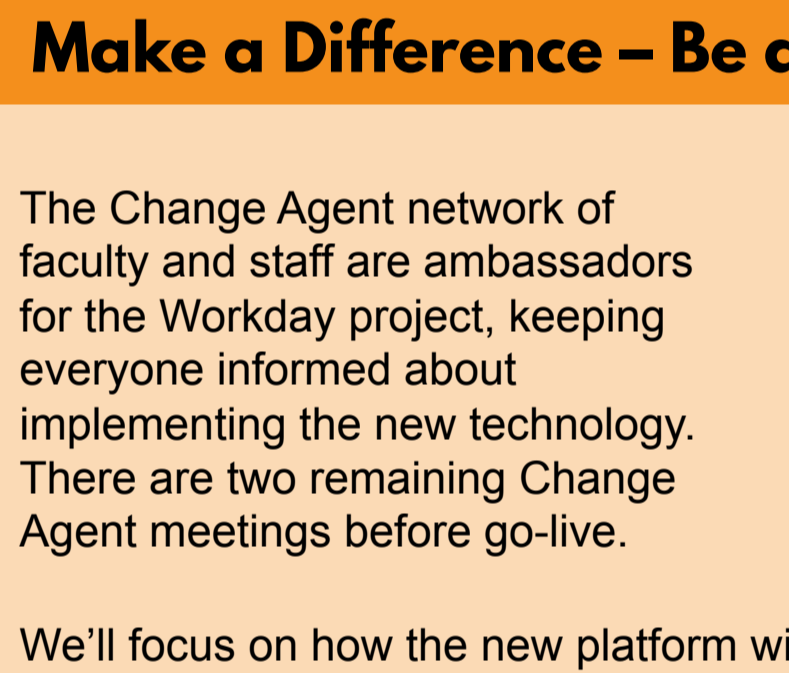 Make a Difference – Be
The Change Agent network of
faculty and staff are ambassadors
for the Workday project, keeping
everyone informed about
implementing the new technology.
There are two remaining Change
Agent meetings before go-live.
We’ll focus on how the new platform